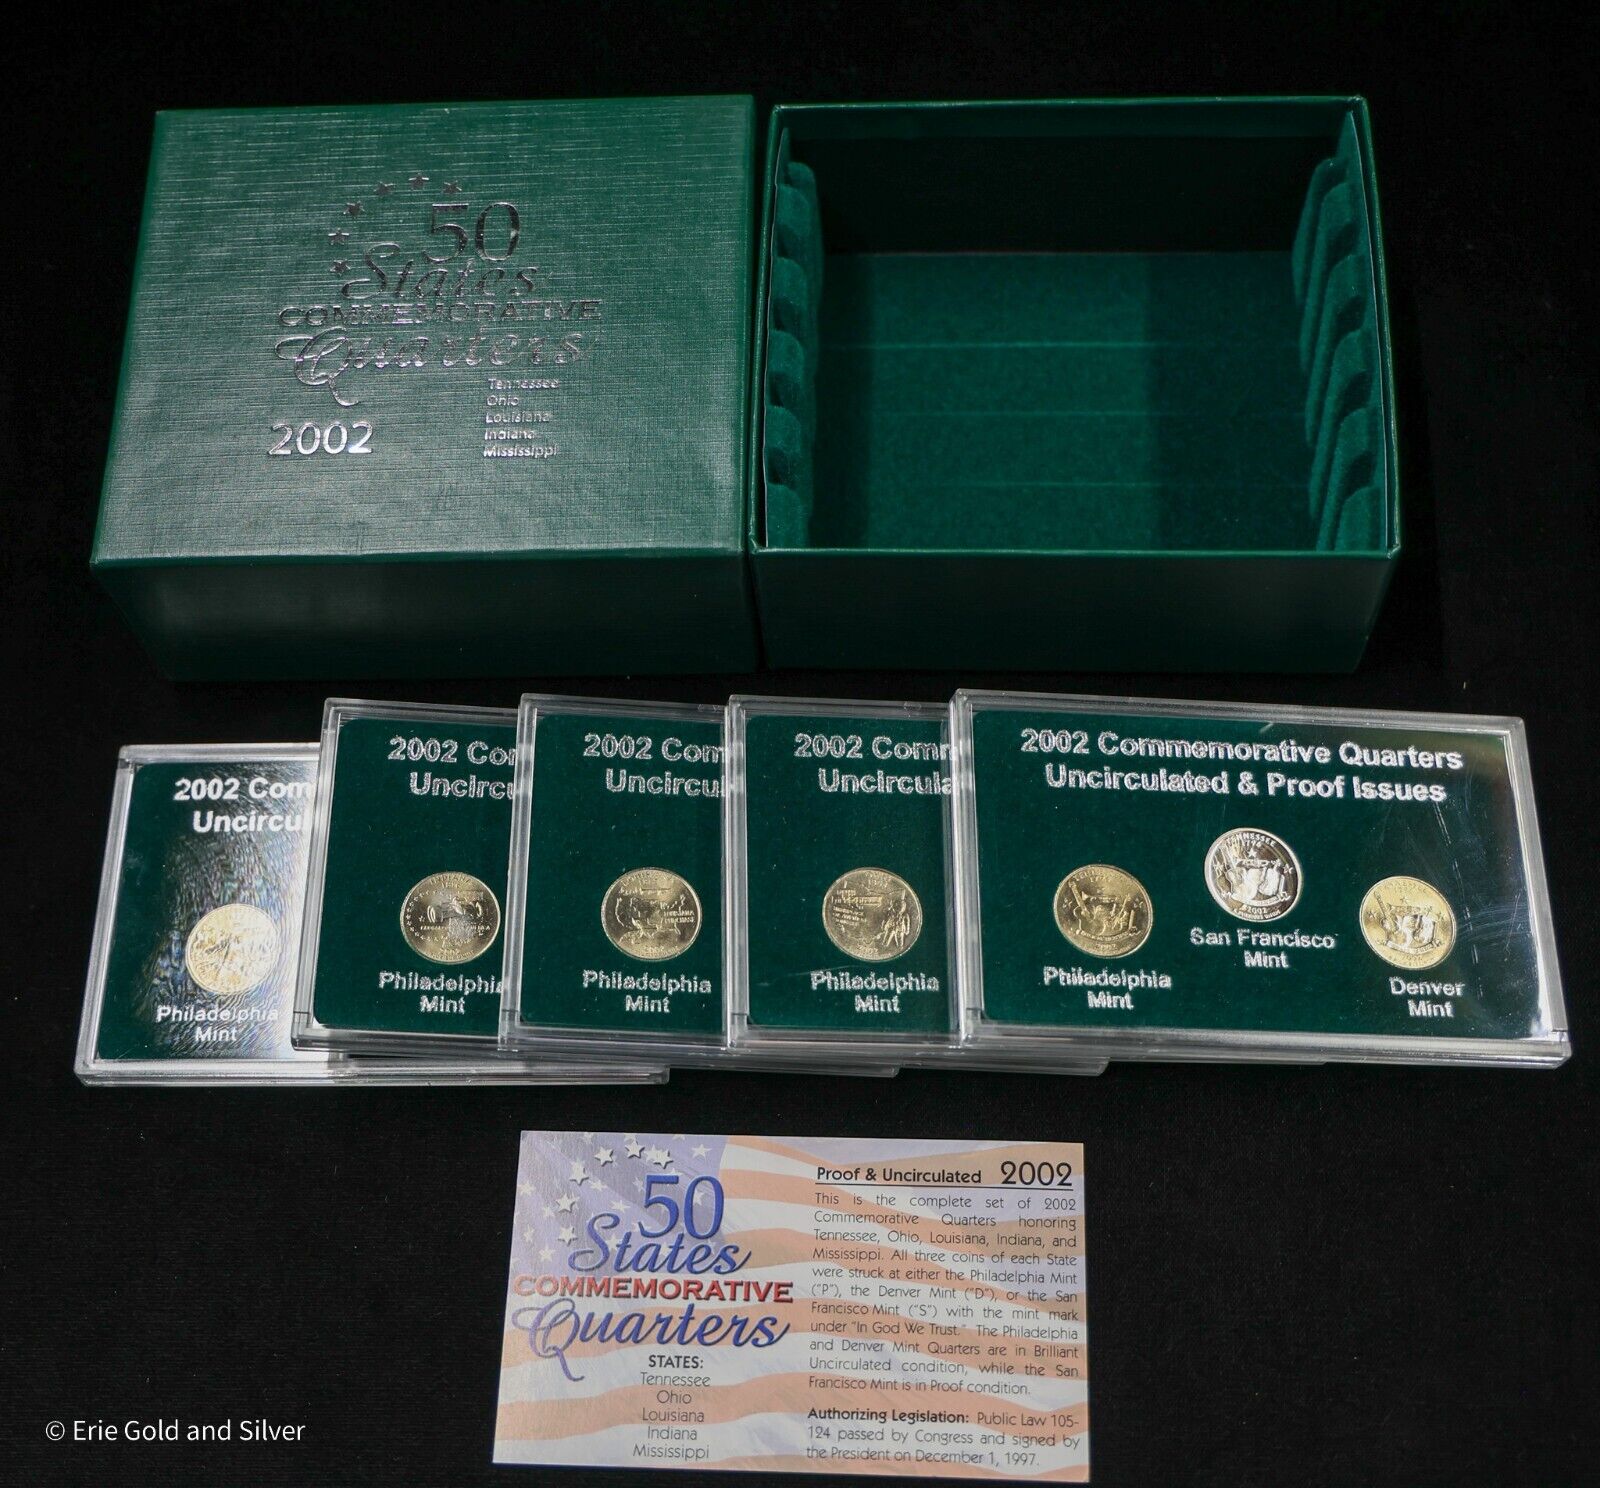 50
States
COMMEMORATIVE
Quarters
Tennessee
Ohio
Louisiana
Indiana
Mississippi
2002
2002 Com
Uncircu
Philadelphia
Mint
2002 Co
Uncirc
Philadelphia
Mint
2002 Com
Uncircul
LOUISIANA
PURCHASE
Philadelphia
Mint
2002 Comm
Uncircula
Philadelphia
Mint
2002 Commemorative Quarters
Uncirculated & Proof Issues
TENNESSEE
1796
2002
Philadelphia
Mint
San Francisco
Mint
Denver
Mint
50
States
COMMEMORATIVE
Quarters
STATES:
Tennessee
Ohio
Louisiana
Indiana
Mississippi
Proof & Uncirculated 2002
This is the complete set of 2002
Commemorative Quarters honoring
Tennessee, Ohio, Louisiana, Indiana, and
Mississippi. All three coins of each State
were struck at either the Philadelphia Mint
("P"), the Denver Mint ("D"), or the San
Francisco Mint ("S") with the mint mark
under "In God We Trust." The Philadelphia
and Denver Mint Quarters are in Brilliant
Uncirculated condition, while the San
Francisco Mint is in Proof condition.
Authorizing Legislation: Public Law 105-
124 passed by Congress and signed by
the President on December 1, 1997.
© Erie Gold and Silver